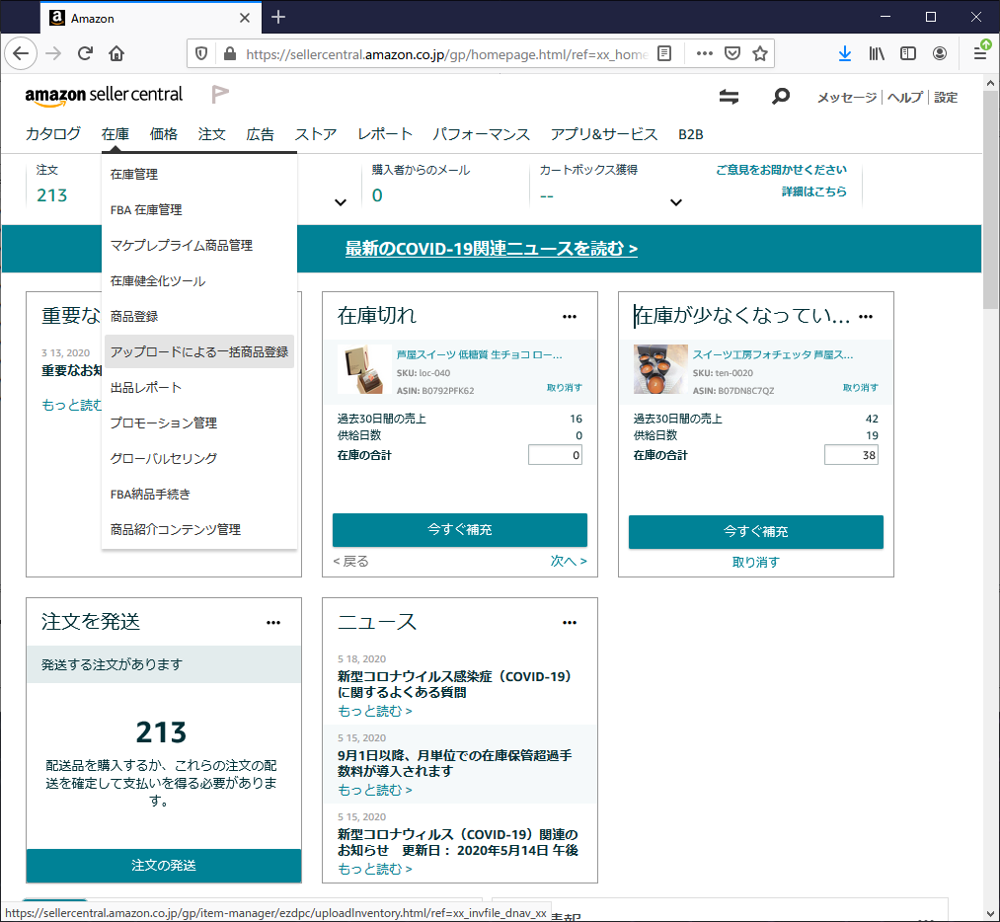 Amazon
https://sellercentral.amazon.co.jp/gp/homepage.html/ref=xx_home
amazon seller central
メッセージ | ヘルプ | 設定
カタログ 在庫 価格 注文 広告 ストア レポート パフォーマンス アプリ&サービス B2B
注文
213
購入者からのメール
0
カートボックス獲得
--
ご意見をお聞かせください
詳細はこちら
在庫管理
FBA 在庫管理
マケプレプライム商品管理
在庫健全化ツール
商品登録
アップロードによる一括商品登録
出品レポート
プロモーション管理
グローバルセリング
FBA納品手続き
商品紹介コンテンツ管理
最新のCOVID-19関連ニュースを読む >
重要な
3 13, 2020
重要なお知
もっと読む
在庫切れ
芦屋スイーツ 低糖質 生チョコ ロー...
SKU: loc-040
ASIN: B0792PFK62
取り消す
過去30日間の売上 16
供給日数 0
在庫の合計 0
今すぐ補充
< 戻る 次へ >
在庫が少なくなってい...
スイーツ工房フォチェッタ 芦屋ス...
SKU: ten-0020
ASIN: B07DN8C7QZ
取り消す
過去30日間の売上 42
供給日数 19
在庫の合計 38
今すぐ補充
取り消す
注文を発送
発送する注文があります
213
配送品を購入するか、これらの注文の配
送を確定して支払いを得る必要がありま
す。
注文の発送
ニュース
5 18, 2020
新型コロナウイルス感染症（COVID-19）
に関するよくある質問
もっと読む >
5 15, 2020
9月1日以降、月単位での在庫保管超過手
数料が導入されます
もっと読む >
5 15, 2020
新型コロナウィルス（COVID-19）関連の
お知らせ　更新日： 2020年5月14日 午後
もっと読む >
https://sellercentral.amazon.co.jp/gp/item-manager/ezdpc/uploadInventory.html/ref=xx_invfile_dnav_xx